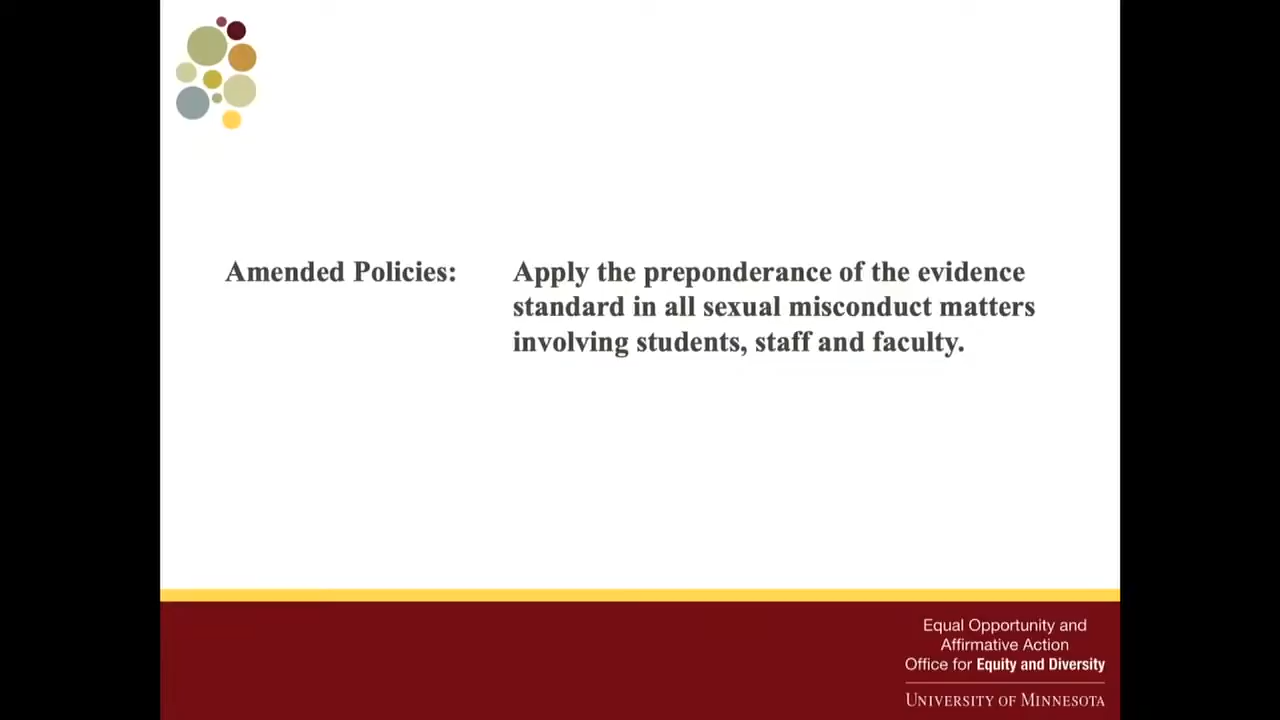 Amended Policies: Apply the preponderance of the evidence
standard in all sexual misconduct matters
involving students, staff and faculty.
Equal Opportunity and
Affirmative Action
Office for Equity and Diversity
UNIVERSITY OF MINNESOTA